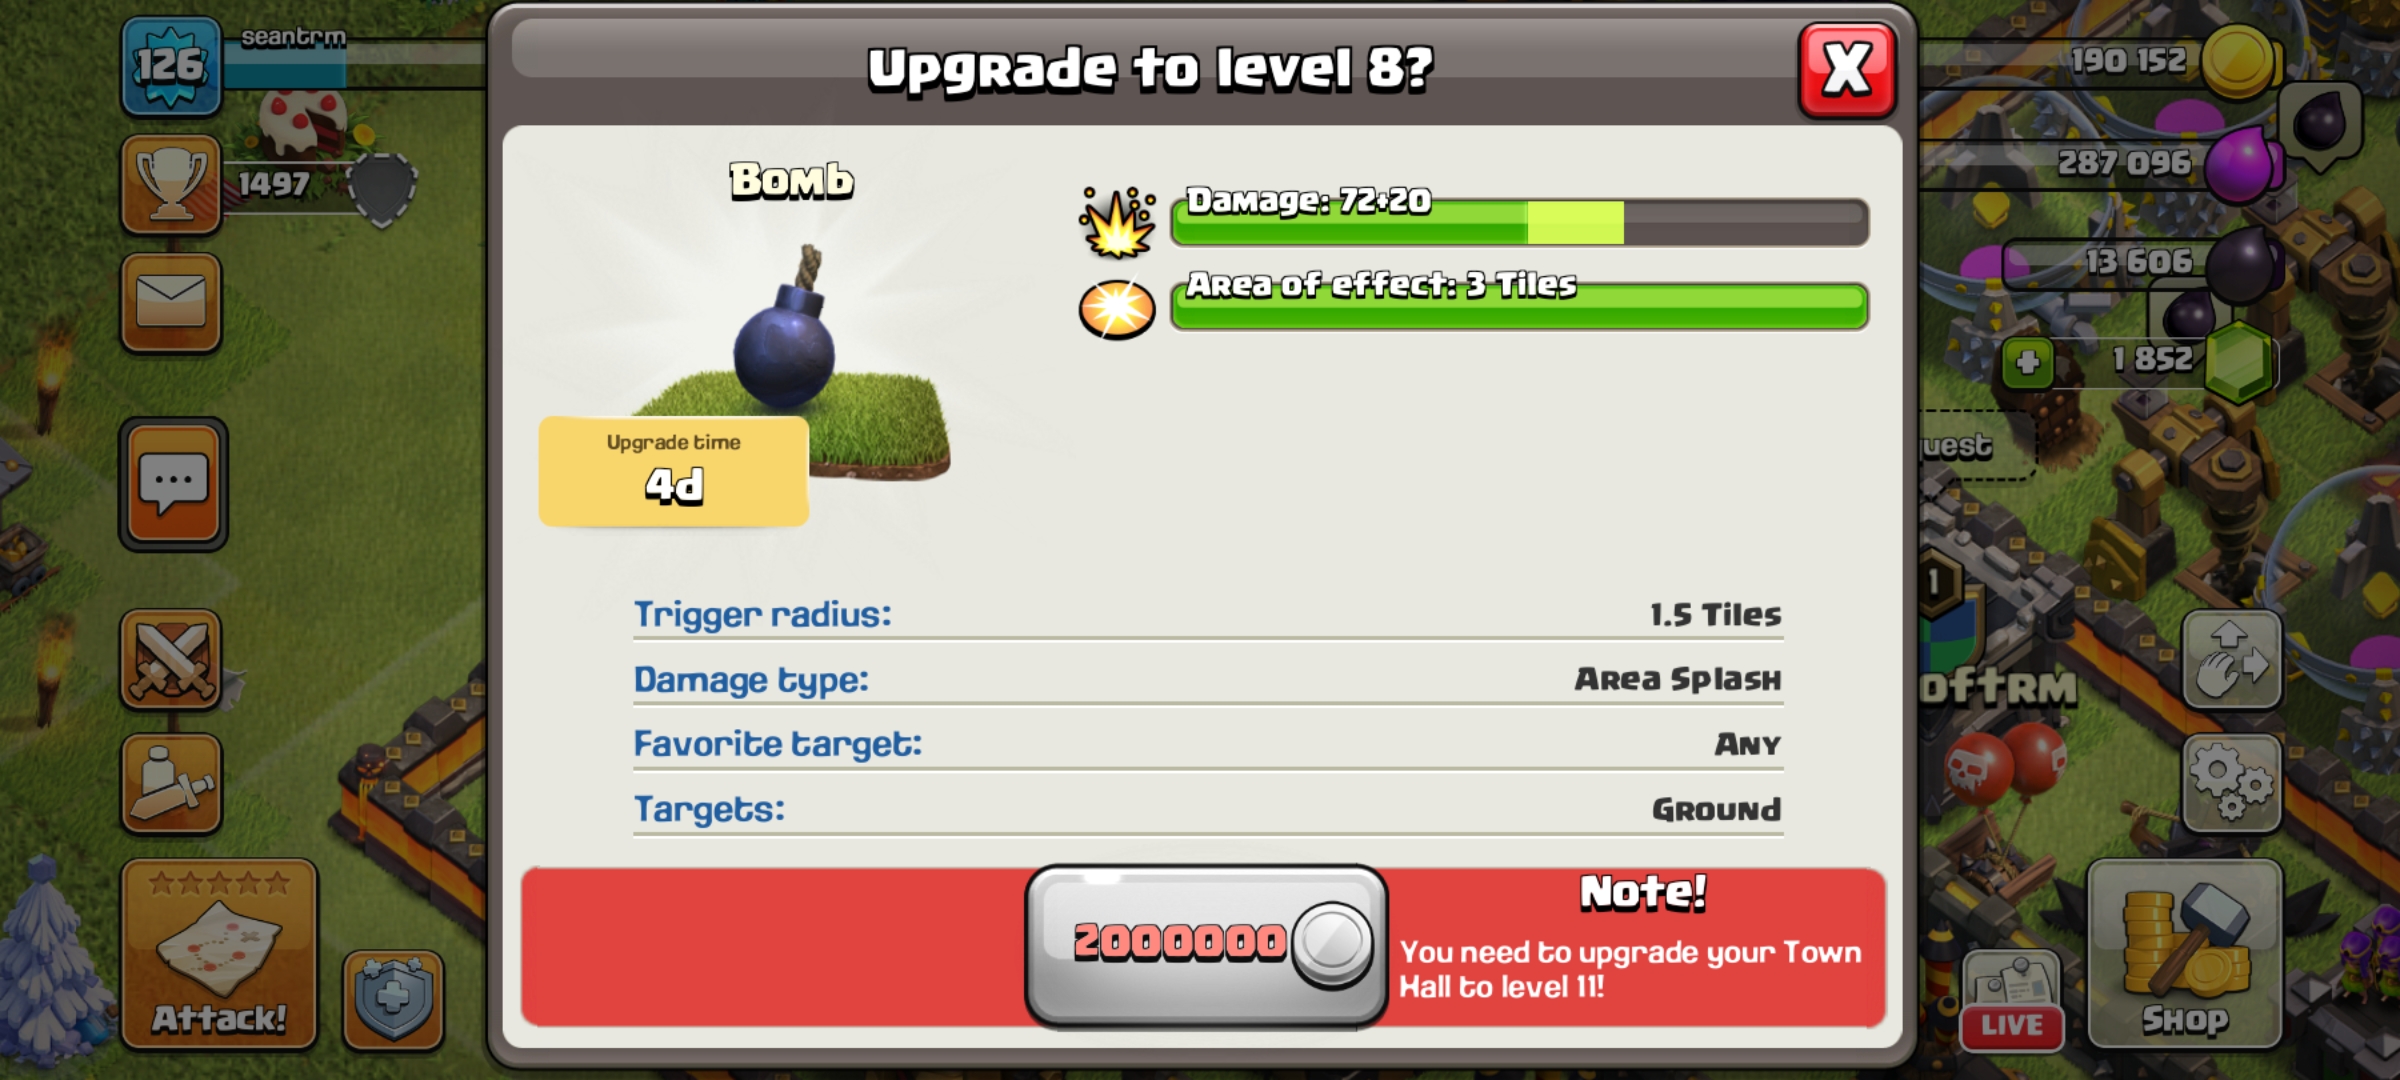 126
seantrm
1497
Attack!
Upgrade to level 8?
X
Bomb
Upgrade time
4d
Damage: 72+20
Area of effect: 3 Tiles
Trigger radius: 1.5 Tiles
Damage type: Area Splash
Favorite target: Any
Targets: Ground
2000000
Note!
You need to upgrade your Town
Hall to level 11!
190 152
287 096
13 606
1 852
uest
1
oftRM
LIVE
Shop